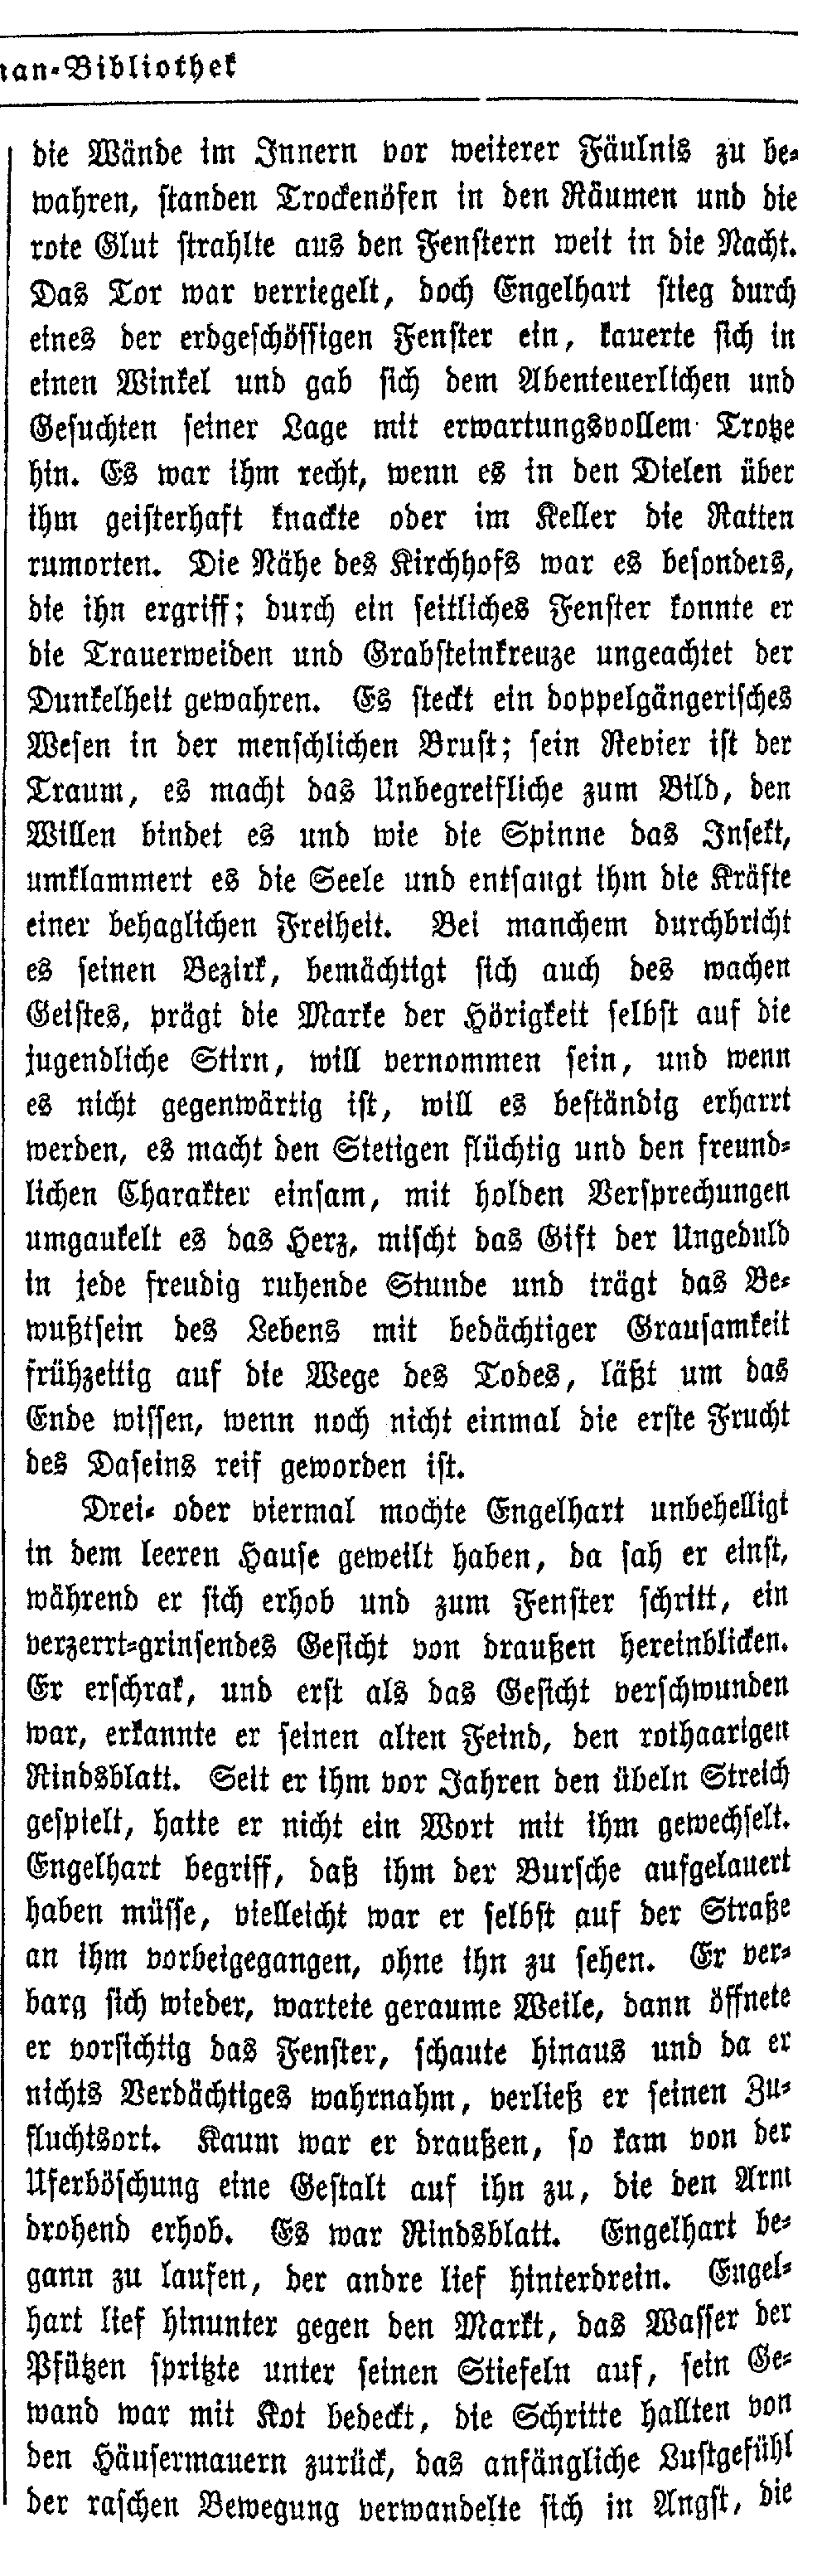 nan-Bibliothek
die Wände im Innern vor weiterer Fäulnis zu be-
wahren, standen Trockenöfen in den Räumen und die
rote Glut strahlte aus den Fenstern weit in die Nacht.
Das Tor war verriegelt, doch Engelhart stieg durch
eines der erdgeschössigen Fenster ein, kauerte sich in
einen Winkel und gab sich dem Abenteuerlichen und
Gesuchten seiner Lage mit erwartungsvollem Trotze
hin. Es war ihm recht, wenn es in den Dielen über
ihm geisterhaft knackte oder im Keller die Ratten
rumorten. Die Nähe des Kirchhofs war es besonders,
die ihn ergriff; durch ein seitliches Fenster konnte er
die Trauerweiden und Grabsteinkreuze ungeachtet der
Dunkelheit gewahren. Es steckt ein doppelgängerisches
Wesen in der menschlichen Brust; sein Revier ist der
Traum, es macht das Unbegreifliche zum Bild, den
Willen bindet es und wie die Spinne das Insekt,
umklammert es die Seele und entsaugt ihm die Kräfte
einer behaglichen Freiheit. Bei manchem durchbricht
es seinen Bezirk, bemächtigt sich auch des wachen
Geistes, prägt die Marke der Hörigkeit selbst auf die
jugendliche Stirn, will vernommen sein, und wenn
es nicht gegenwärtig ist, will es beständig erharrt
werden, es macht den Stetigen flüchtig und den freund-
lichen Charakter einsam, mit holden Versprechungen
umgaukelt es das Herz, mischt das Gift der Ungeduld
in jede freudig ruhende Stunde und trägt das Be-
wußtsein des Lebens mit bedächtiger Grausamkeit
frühzeitig auf die Wege des Todes, läßt um das
Ende wissen, wenn noch nicht einmal die erste Frucht
des Daseins reif geworden ist.
Drei- oder viermal mochte Engelhart unbehelligt
in dem leeren Hause geweilt haben, da sah er einst,
während er sich erhob und zum Fenster schritt, ein
verzerrt-grinsendes Gesicht von draußen hereinblicken.
Er erschrak, und erst als das Gesicht verschwunden
war, erkannte er seinen alten Feind, den rothaarigen
Rindsblatt. Seit er ihm vor Jahren den übeln Streich
gespielt, hatte er nicht ein Wort mit ihm gewechselt.
Engelhart begriff, daß ihm der Bursche aufgelauert
haben müsse, vielleicht war er selbst auf der Straße
an ihm vorbeigegangen, ohne ihn zu sehen. Er ver-
barg sich wieder, wartete geraume Weile, dann öffnete
er vorsichtig das Fenster, schaute hinaus und da er
nichts Verdächtiges wahrnahm, verließ er seinen Zu-
fluchtsort. Kaum war er draußen, so kam von der
Uferböschung eine Gestalt auf ihn zu, die den Arm
drohend erhob. Es war Rindsblatt. Engelhart be-
gann zu laufen, der andre lief hinterdrein. Engel-
hart lief hinunter gegen den Markt, das Wasser der
Pfützen spritzte unter seinen Stiefeln auf, sein Ge-
wand war mit Kot bedeckt, die Schritte hallten von
den Häusermauern zurück, das anfängliche Lustgefühl
der raschen Bewegung verwandelte sich in Angst, die